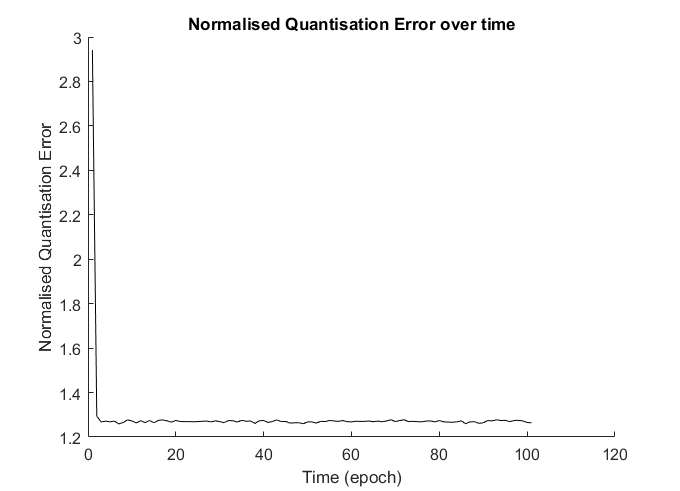 Normalised Quantisation Error over time
3
2.8
2.6
2.4
2.2
2
1.8
1.6
1.4
1.2
Normalised Quantisation Error
0 20 40 60 80 100 120
Time (epoch)